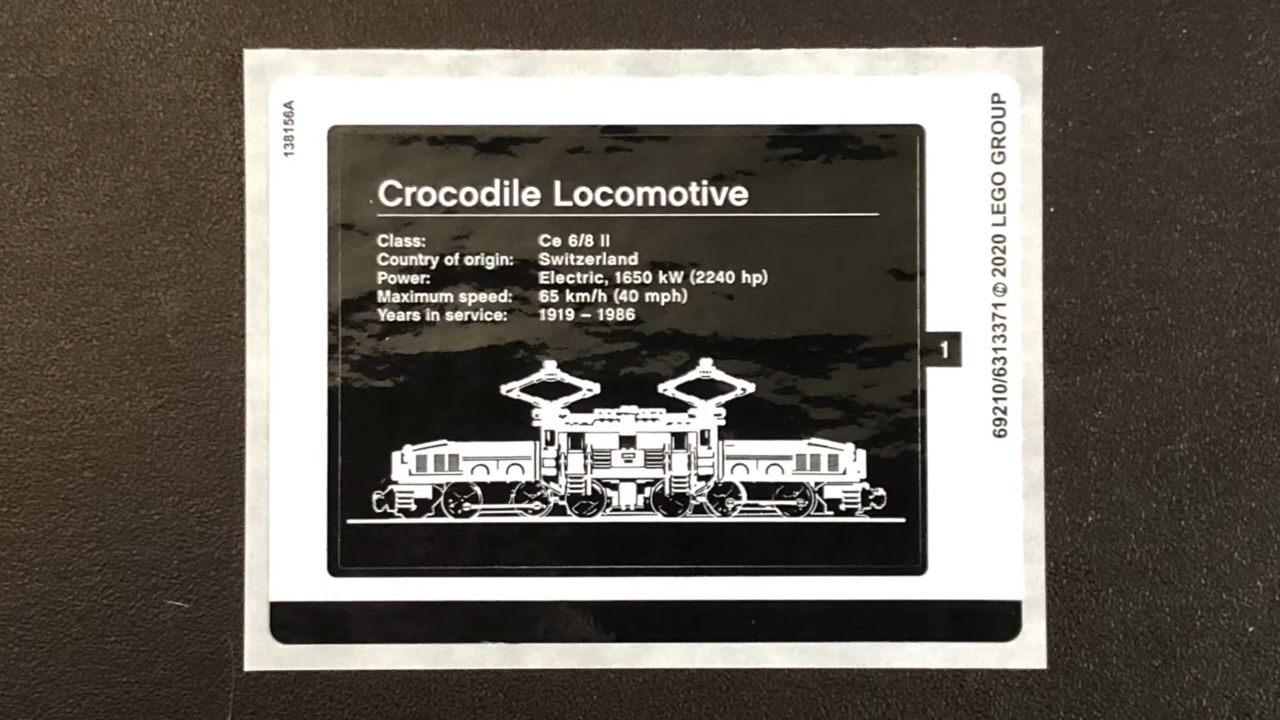 138156A
Crocodile Locomotive
Class: Ce 6/8 II
Country of origin: Switzerland
Power: Electric, 1650 kW (2240 hp)
Maximum speed: 65 km/h (40 mph)
Years in service: 1919 – 1986
1
69210/6313371 © 2020 LEGO GROUP